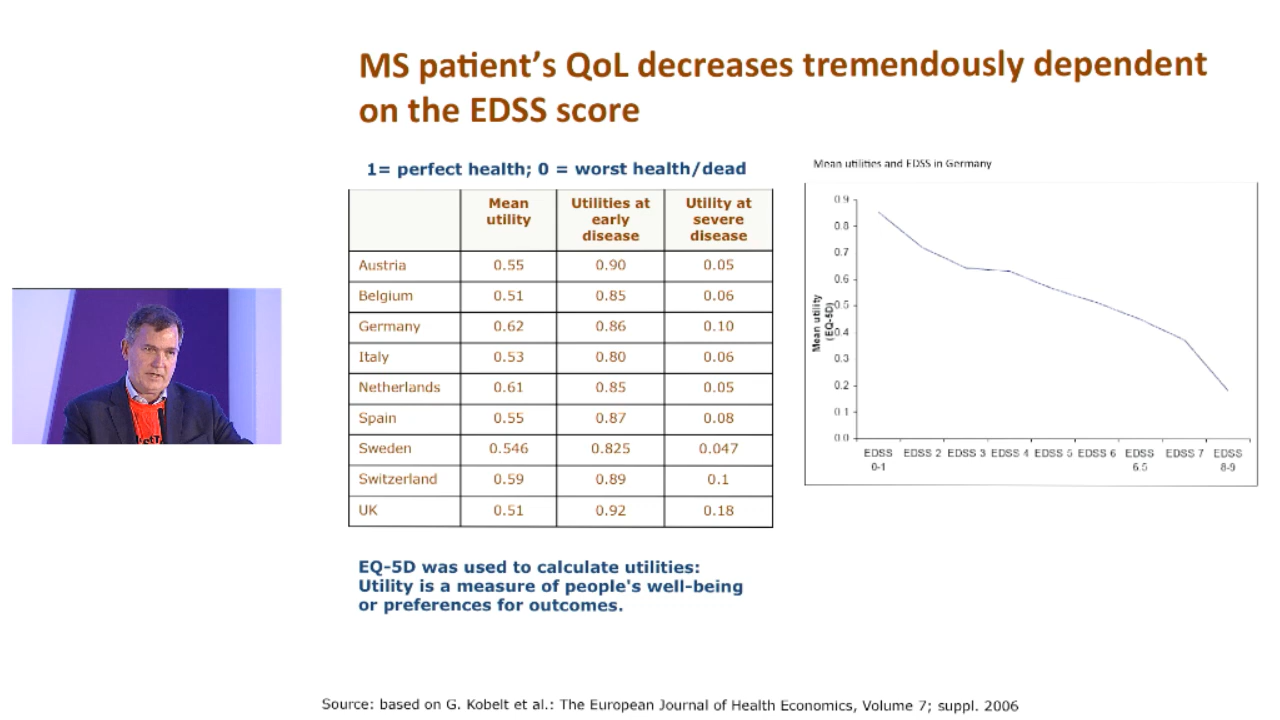 MS patient's QoL decreases tremendously dependent
on the EDSS score
1= perfect health; 0 = worst health/dead
Mean utility Utilities at early disease Utility at severe disease
Austria 0.55 0.90 0.05
Belgium 0.51 0.85 0.06
Germany 0.62 0.86 0.10
Italy 0.53 0.80 0.06
Netherlands 0.61 0.85 0.05
Spain 0.55 0.87 0.08
Sweden 0.546 0.825 0.047
Switzerland 0.59 0.89 0.1
UK 0.51 0.92 0.18
EQ-5D was used to calculate utilities:
Utility is a measure of people's well-being
or preferences for outcomes.
Mean utilities and EDSS in Germany
Mean utility
(EQ-5D)
0.9
0.8
0.7
0.6
0.5
0.4
0.3
0.2
0.1
0.0
EDSS 0-1 EDSS 2 EDSS 3 EDSS 4 EDSS 5 EDSS 6 EDSS 6.5 EDSS 7 EDSS 8-9
Source: based on G. Kobelt et al.: The European Journal of Health Economics, Volume 7; suppl. 2006